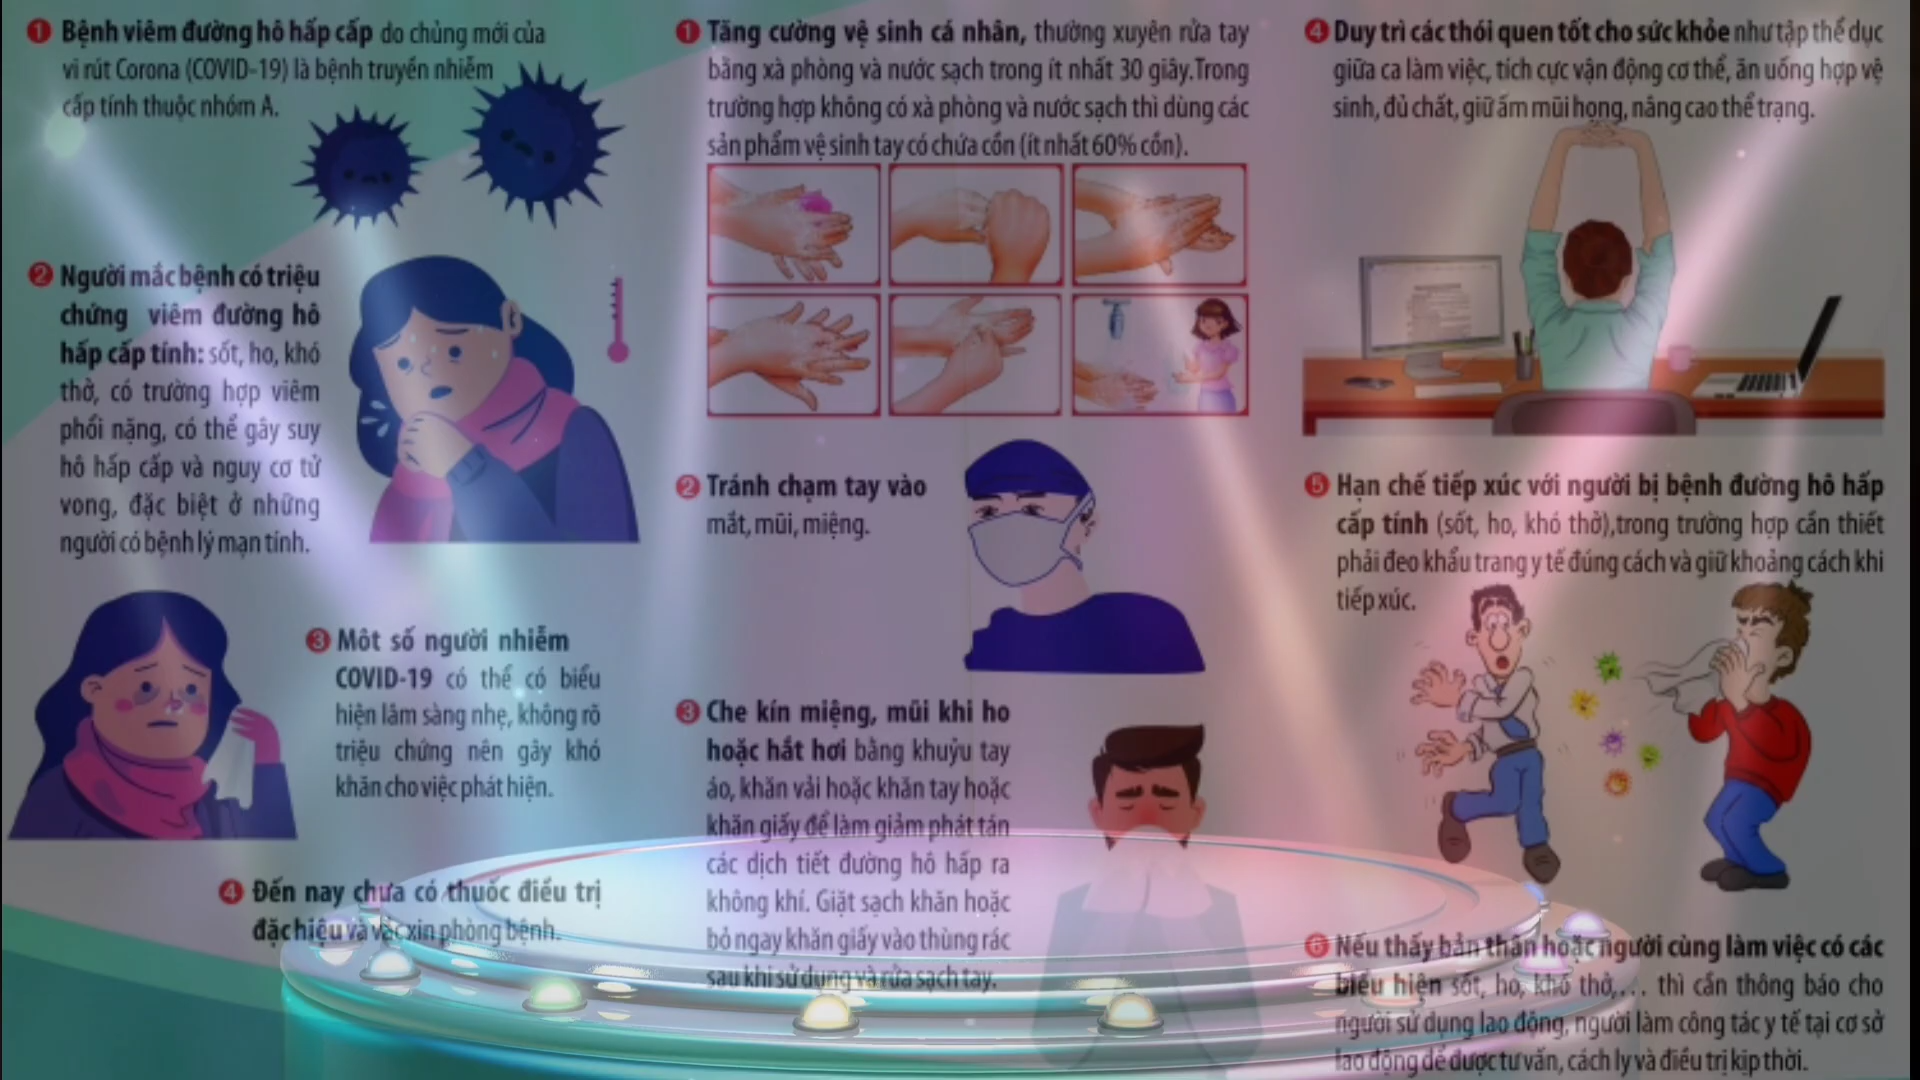 1 Bệnh viêm đường hô hấp cấp do chủng mới của
vi rút Corona (COVID-19) là bệnh truyền nhiễm
cấp tính thuộc nhóm A.
2 Người mắc bệnh có triệu
chứng viêm đường hô
hấp cấp tính: sốt, ho, khó
thở, có trường hợp viêm
phổi nặng, có thể gây suy
hô hấp cấp và nguy cơ tử
vong, đặc biệt ở những
người có bệnh lý mạn tính.
3 Môt số người nhiễm
COVID-19 có thể có biểu
hiện lâm sàng nhẹ, không rõ
triệu chứng nên gây khó
khăn cho việc phát hiện.
4 Đến nay chưa có thuốc điều trị
đặc hiệu và vắc xin phòng bệnh.
1 Tăng cường vệ sinh cá nhân, thường xuyên rửa tay
bằng xà phòng và nước sạch trong ít nhất 30 giây.Trong
trường hợp không có xà phòng và nước sạch thì dùng các
sản phẩm vệ sinh tay có chứa cồn (ít nhất 60% cồn).
2 Tránh chạm tay vào
mắt, mũi, miệng.
3 Che kín miệng, mũi khi ho
hoặc hắt hơi bằng khuỷu tay
áo, khăn vải hoặc khăn tay hoặc
khăn giấy để làm giảm phát tán
các dịch tiết đường hô hấp ra
không khí. Giặt sạch khăn hoặc
bỏ ngay khăn giấy vào thùng rác
sau khi sử dụng và rửa sạch tay.
4 Duy trì các thói quen tốt cho sức khỏe như tập thể dục
giữa ca làm việc, tích cực vận động cơ thể, ăn uống hợp vệ
sinh, đủ chất, giữ ấm mũi họng, nâng cao thể trạng.
5 Hạn chế tiếp xúc với người bị bệnh đường hô hấp
cấp tính (sốt, ho, khó thở),trong trường hợp cần thiết
phải đeo khẩu trang y tế đúng cách và giữ khoảng cách khi
tiếp xúc.
6 Nếu thấy bản thân hoặc người cùng làm việc có các
biểu hiện sốt, ho, khó thở,... thì cần thông báo cho
người sử dụng lao động, người làm công tác y tế tại cơ sở
lao động để được tư vấn, cách ly và điều trị kịp thời.